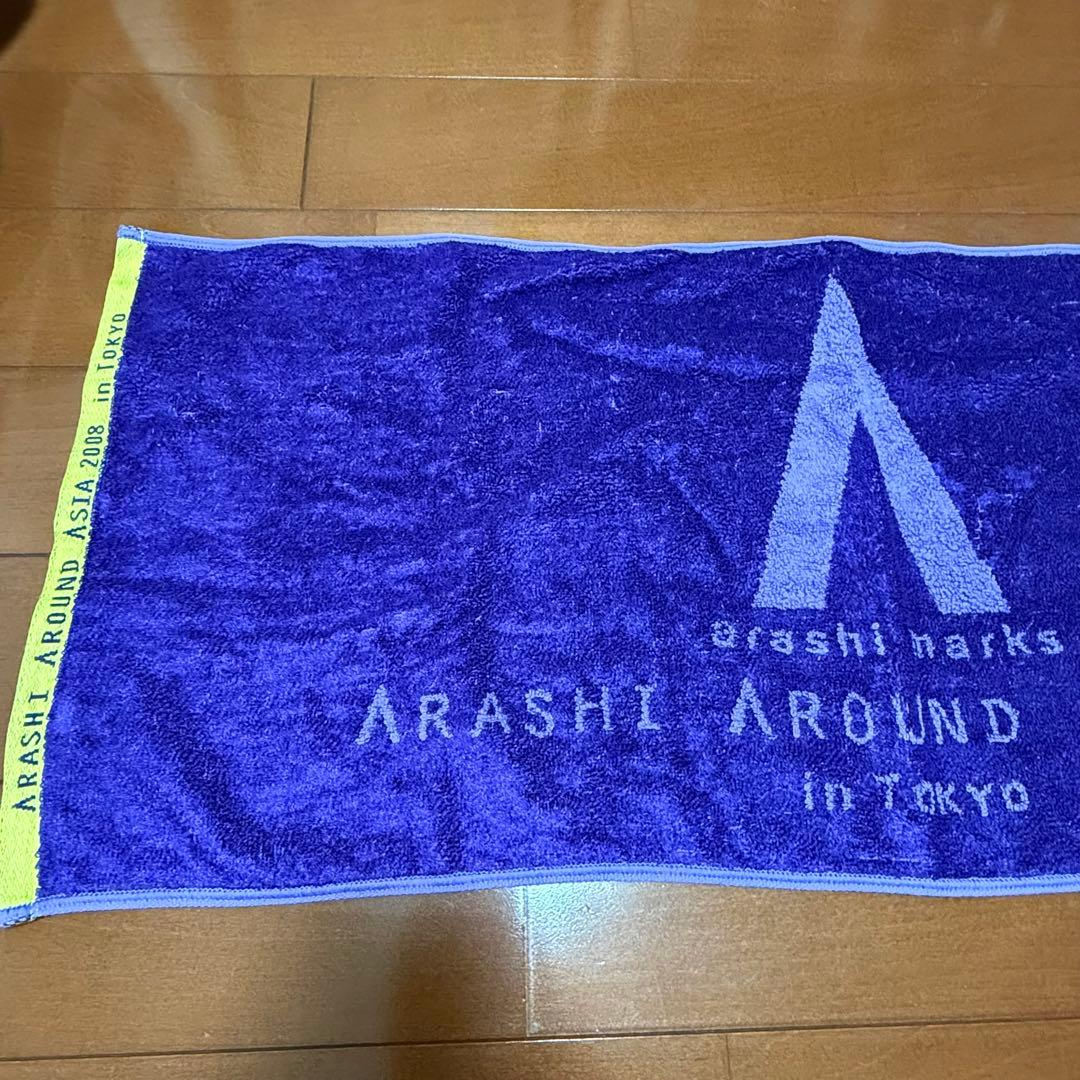 ARASHI AROUND ASIA 2008 in TOKYO
arashi marks
ARASHI AROUND
in TOKYO